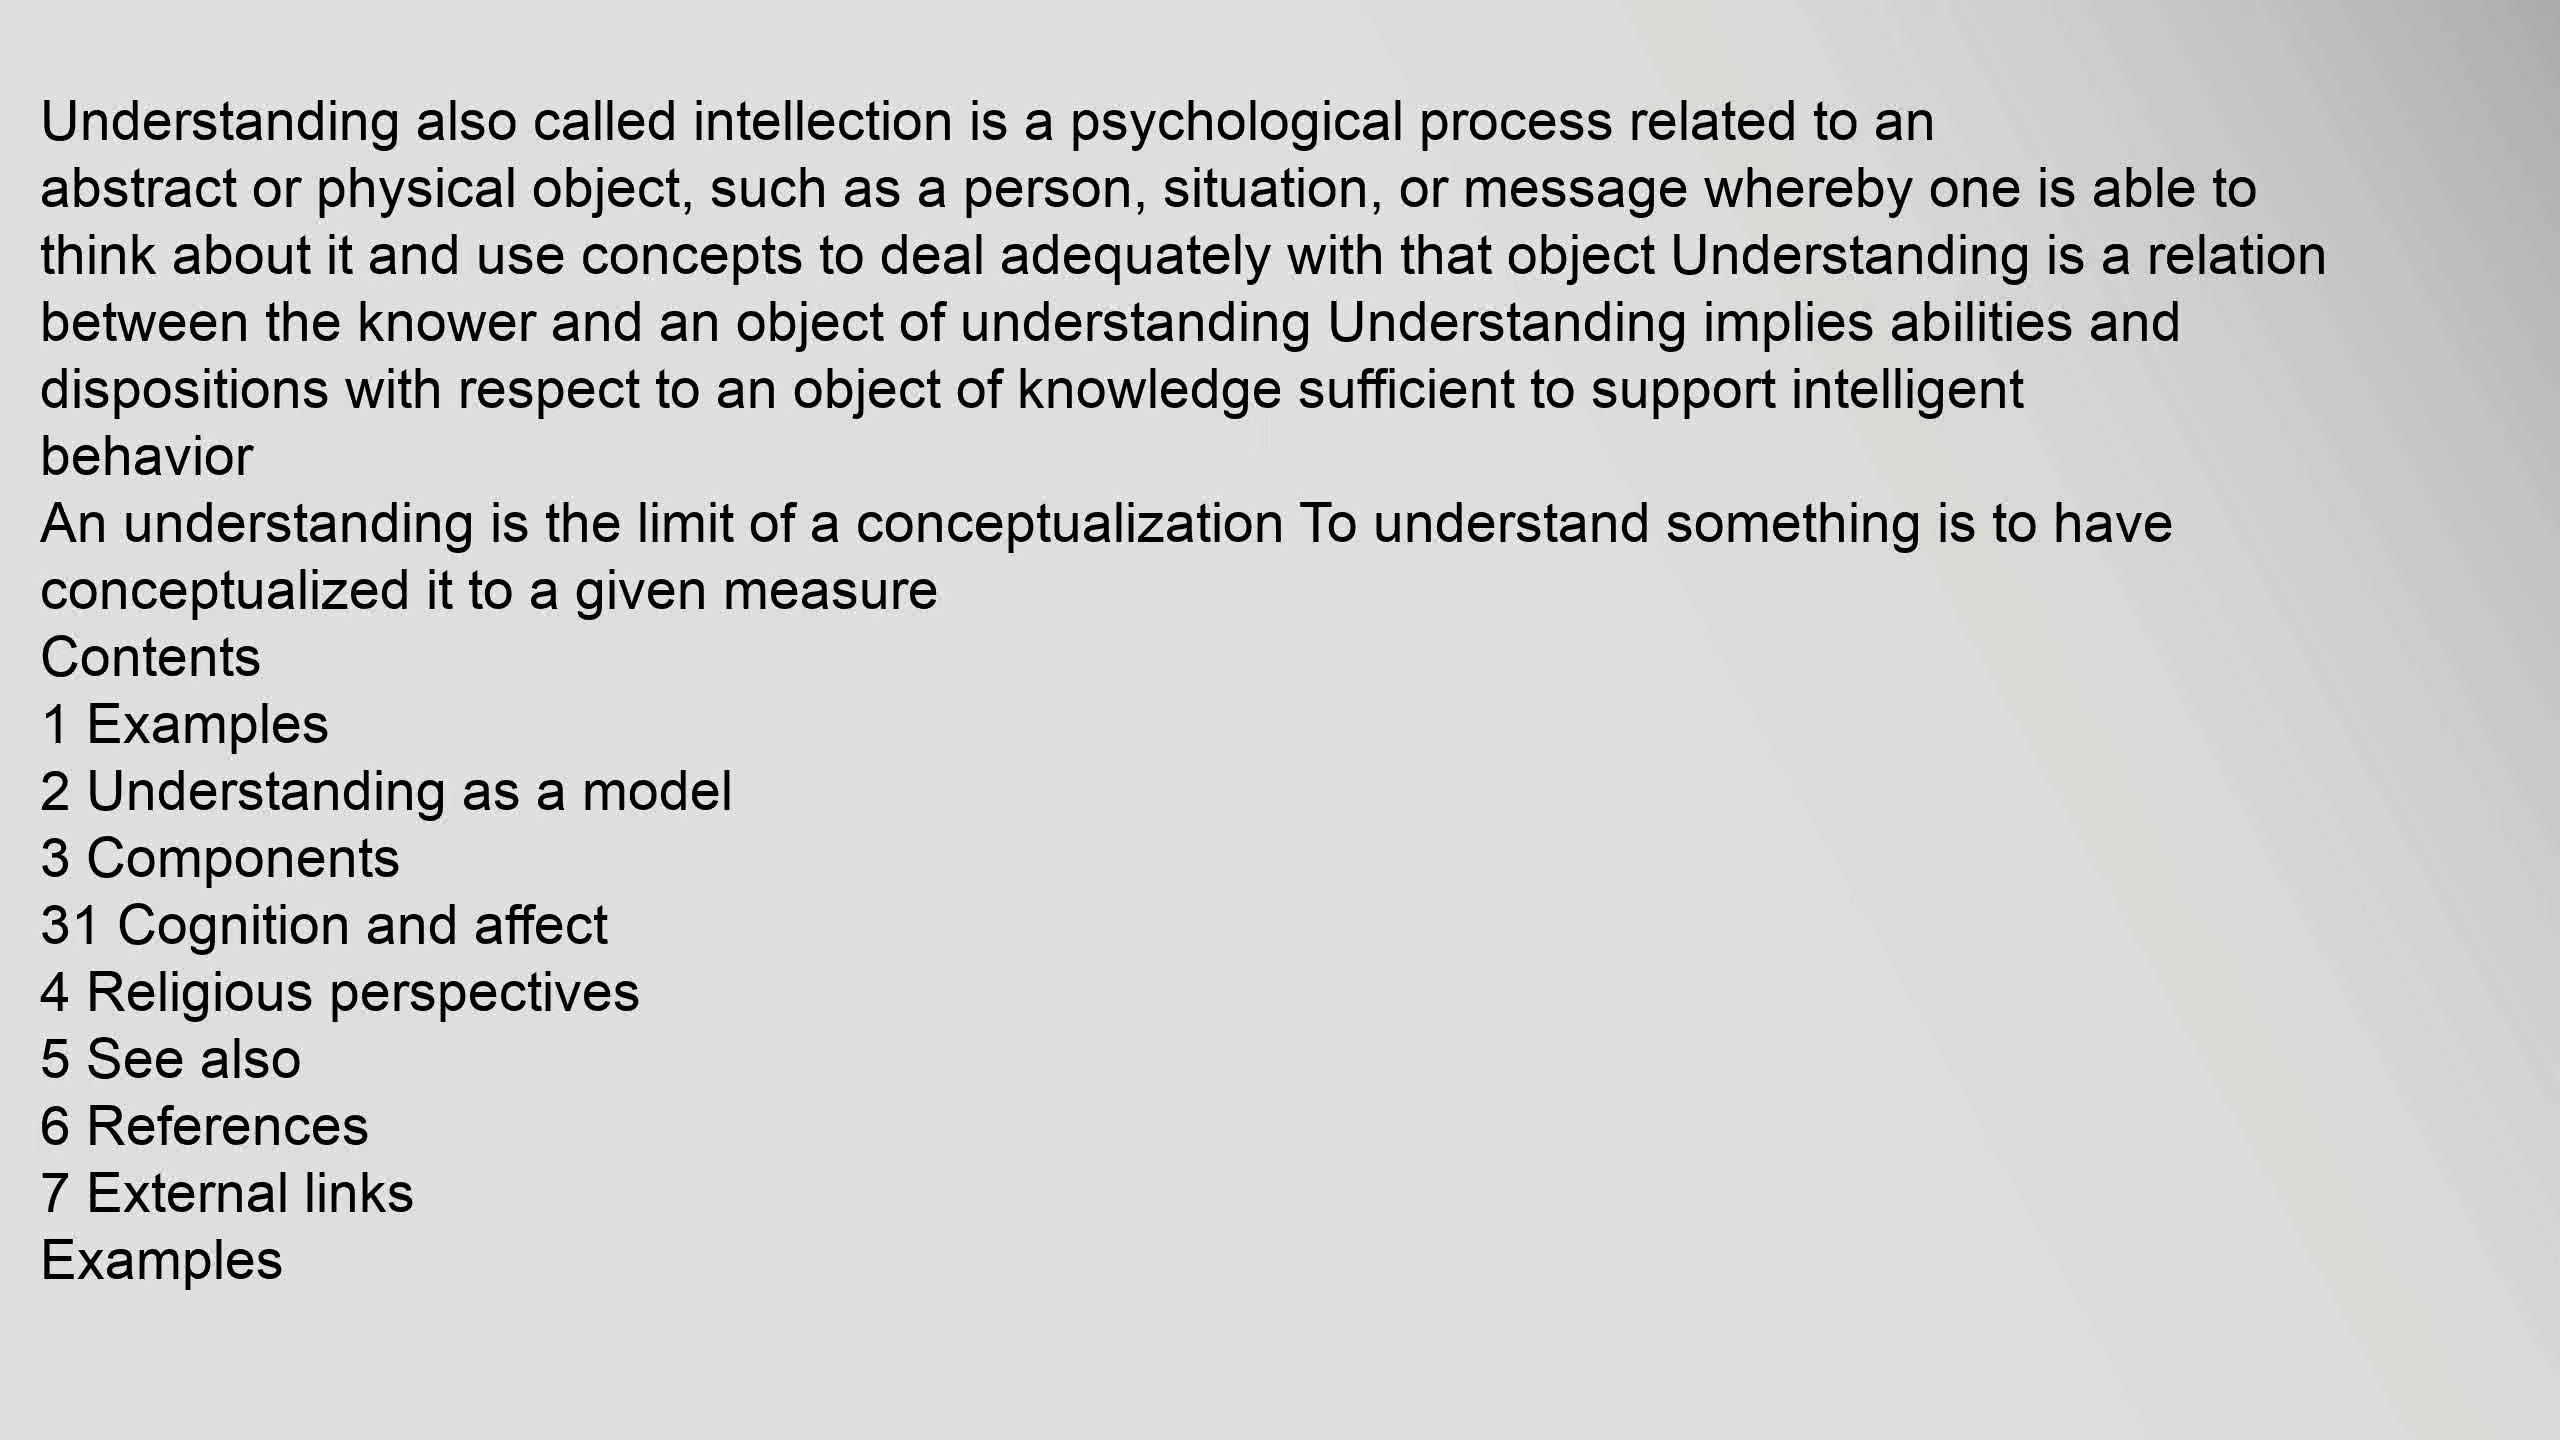 Understanding also called intellection is a psychological process related to an
abstract or physical object, such as a person, situation, or message whereby one is able to
think about it and use concepts to deal adequately with that object Understanding is a relation
between the knower and an object of understanding Understanding implies abilities and
dispositions with respect to an object of knowledge sufficient to support intelligent
behavior
An understanding is the limit of a conceptualization To understand something is to have
conceptualized it to a given measure
Contents
1 Examples
2 Understanding as a model
3 Components
31 Cognition and affect
4 Religious perspectives
5 See also
6 References
7 External links
Examples